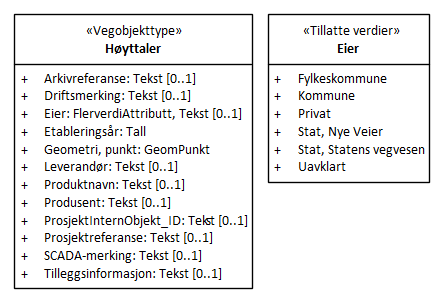 «Vegobjekttype»
Høyttaler
+ Arkivreferanse: Tekst [0..1]
+ Driftsmerking: Tekst [0..1]
+ Eier: FlerverdiAttributt, Tekst [0..1]
+ Etableringsår: Tall
+ Geometri, punkt: GeomPunkt
+ Leverandør: Tekst [0..1]
+ Produktnavn: Tekst [0..1]
+ Produsent: Tekst [0..1]
+ ProsjektInternObjekt_ID: Tekst [0..1]
+ Prosjektreferanse: Tekst [0..1]
+ SCADA-merking: Tekst [0..1]
+ Tilleggsinformasjon: Tekst [0..1]
«Tillatte verdier»
Eier
+ Fylkeskommune
+ Kommune
+ Privat
+ Stat, Nye Veier
+ Stat, Statens vegvesen
+ Uavklart